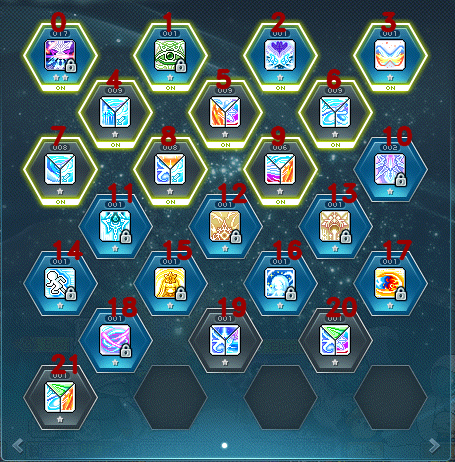 0 1 2 3
017 001 001 001
ON ON ON ON
4 5 6
009 009 009
ON ON ON
7 8 9 10
008 008 006 002
ON ON ON
11 12 13
001 001 001
14 15 16 17
001 001 001 001
18 19 20
001 001 001
21
001